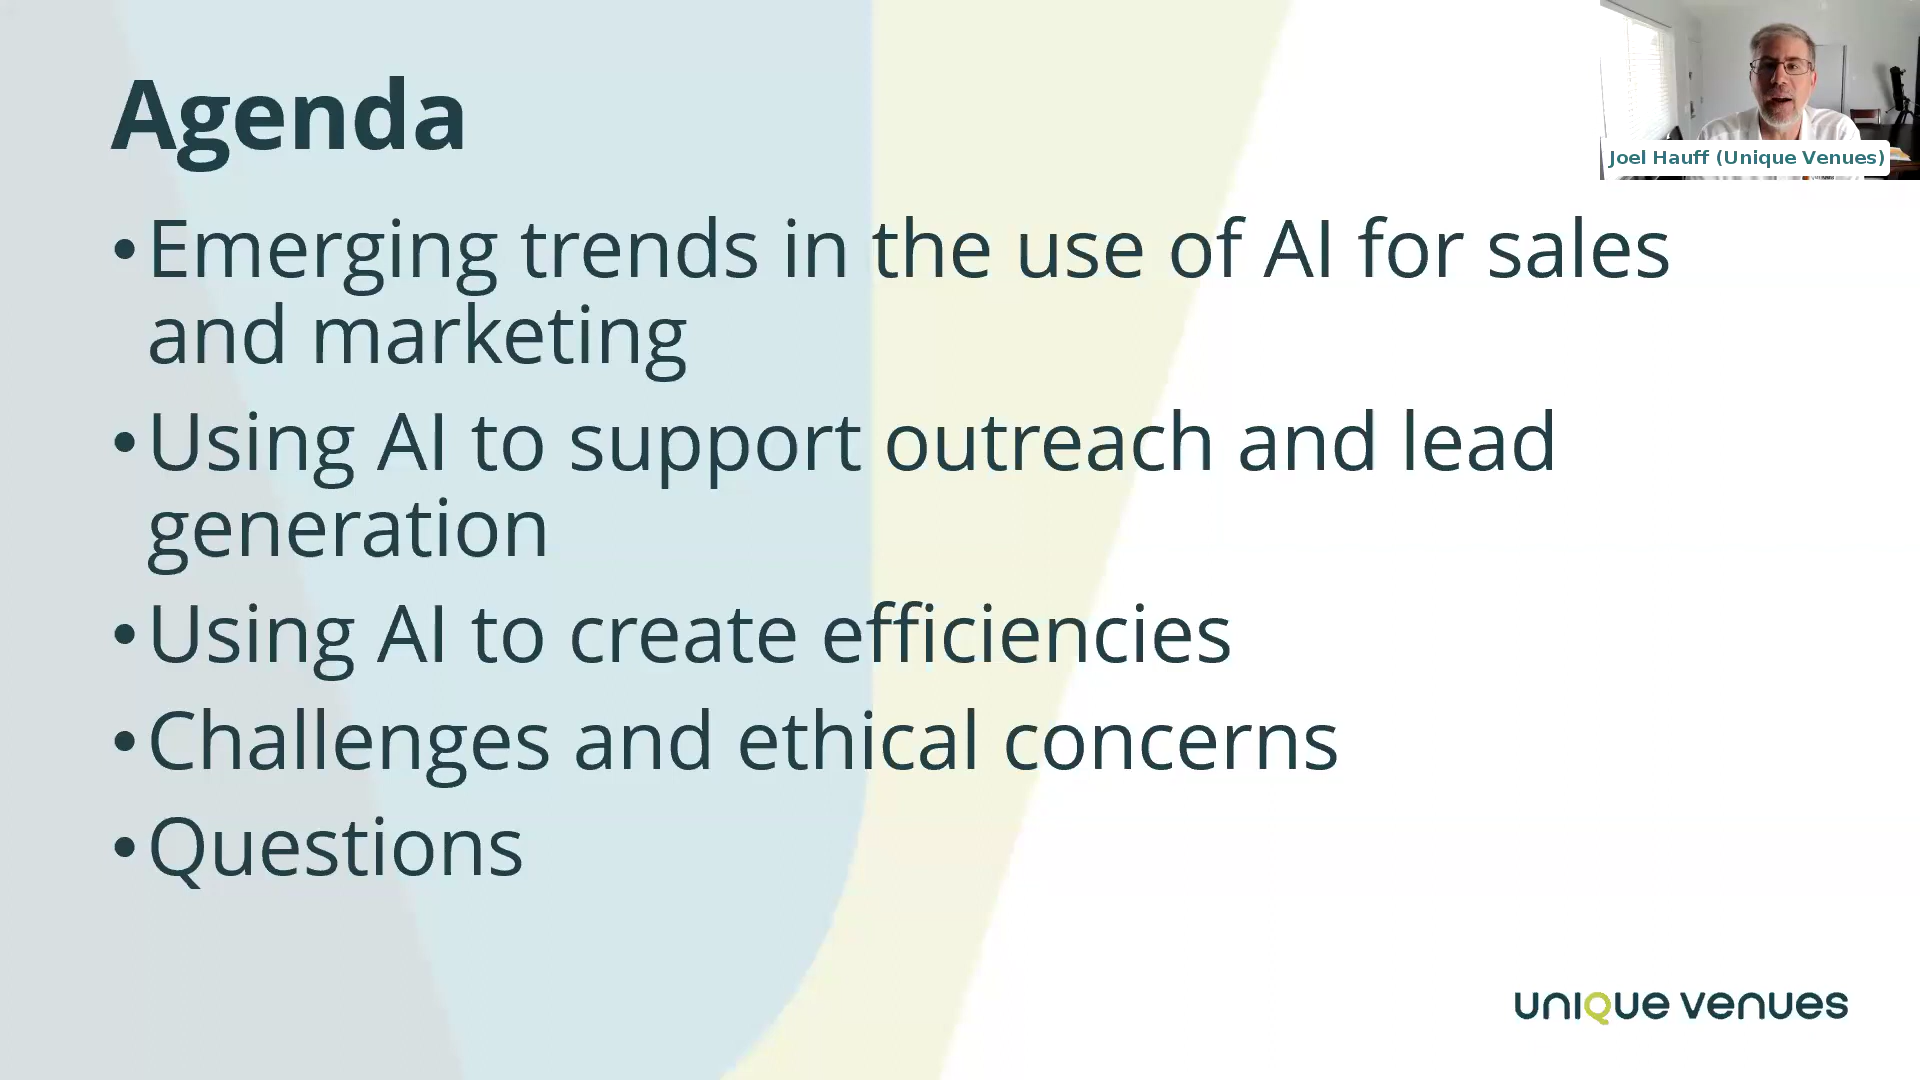 Agenda
Joel Hauff (Unique Venues)
•Emerging trends in the use of AI for sales
and marketing
•Using AI to support outreach and lead
generation
•Using AI to create efficiencies
•Challenges and ethical concerns
•Questions
unique venues